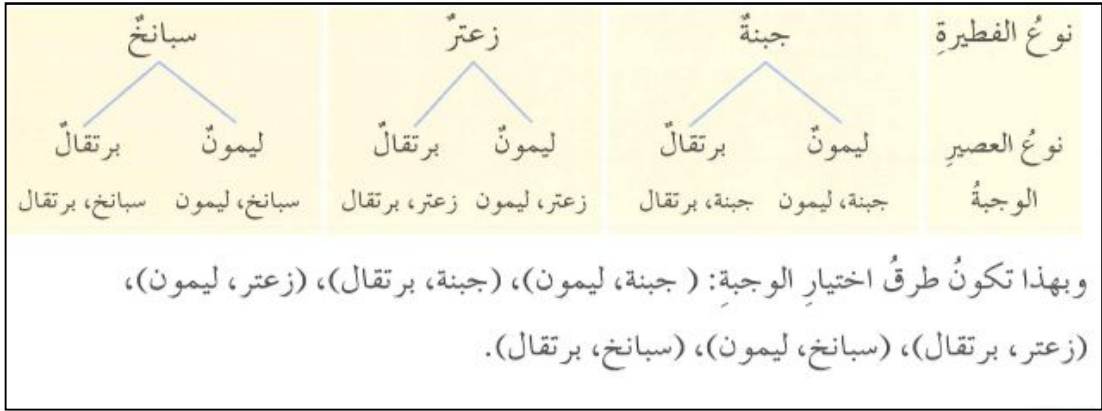 نوعُ الفطيرةِ جبنةٌ زعترٌ سبانخٌ
نوعُ العصيرِ ليمونٌ برتقالٌ ليمونٌ برتقالٌ ليمونٌ برتقالٌ
الوجبةُ جبنة، ليمون جبنة، برتقال زعتر، ليمون زعتر، برتقال سبانخ، ليمون سبانخ، برتقال
وبهذا تكونُ طرقُ اختيارِ الوجبةِ: ( جبنة، ليمون)، (جبنة، برتقال)، (زعتر، ليمون)،
(زعتر، برتقال)، (سبانخ، ليمون)، (سبانخ، برتقال).